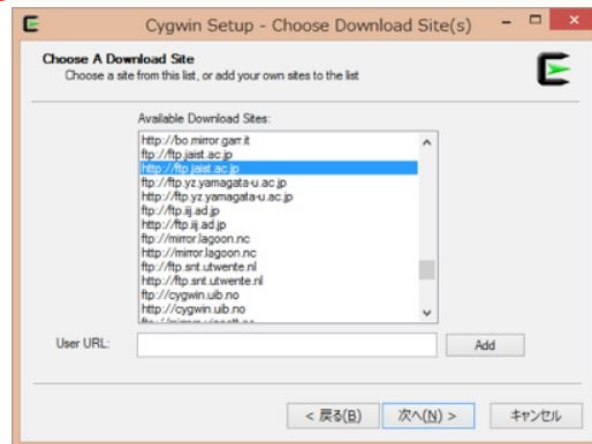 Cygwin Setup - Choose Download Site(s)
Choose A Download Site
Choose a site from this list, or add your own sites to the list
Available Download Sites:
http://bo.mirror.garr.it
ftp://ftp.jaist.ac.jp
http://ftp.jaist.ac.jp
ftp://ftp.yz.yamagata-u.ac.jp
http://ftp.yz.yamagata-u.ac.jp
ftp://ftp.iij.ad.jp
http://ftp.iij.ad.jp
ftp://mirror.lagoon.nc
http://mirror.lagoon.nc
ftp://ftp.snt.utwente.nl
http://ftp.snt.utwente.nl
ftp://cygwin.uib.no
http://cygwin.uib.no
User URL:
Add
< 戻る(B)
次へ(N) >
キャンセル